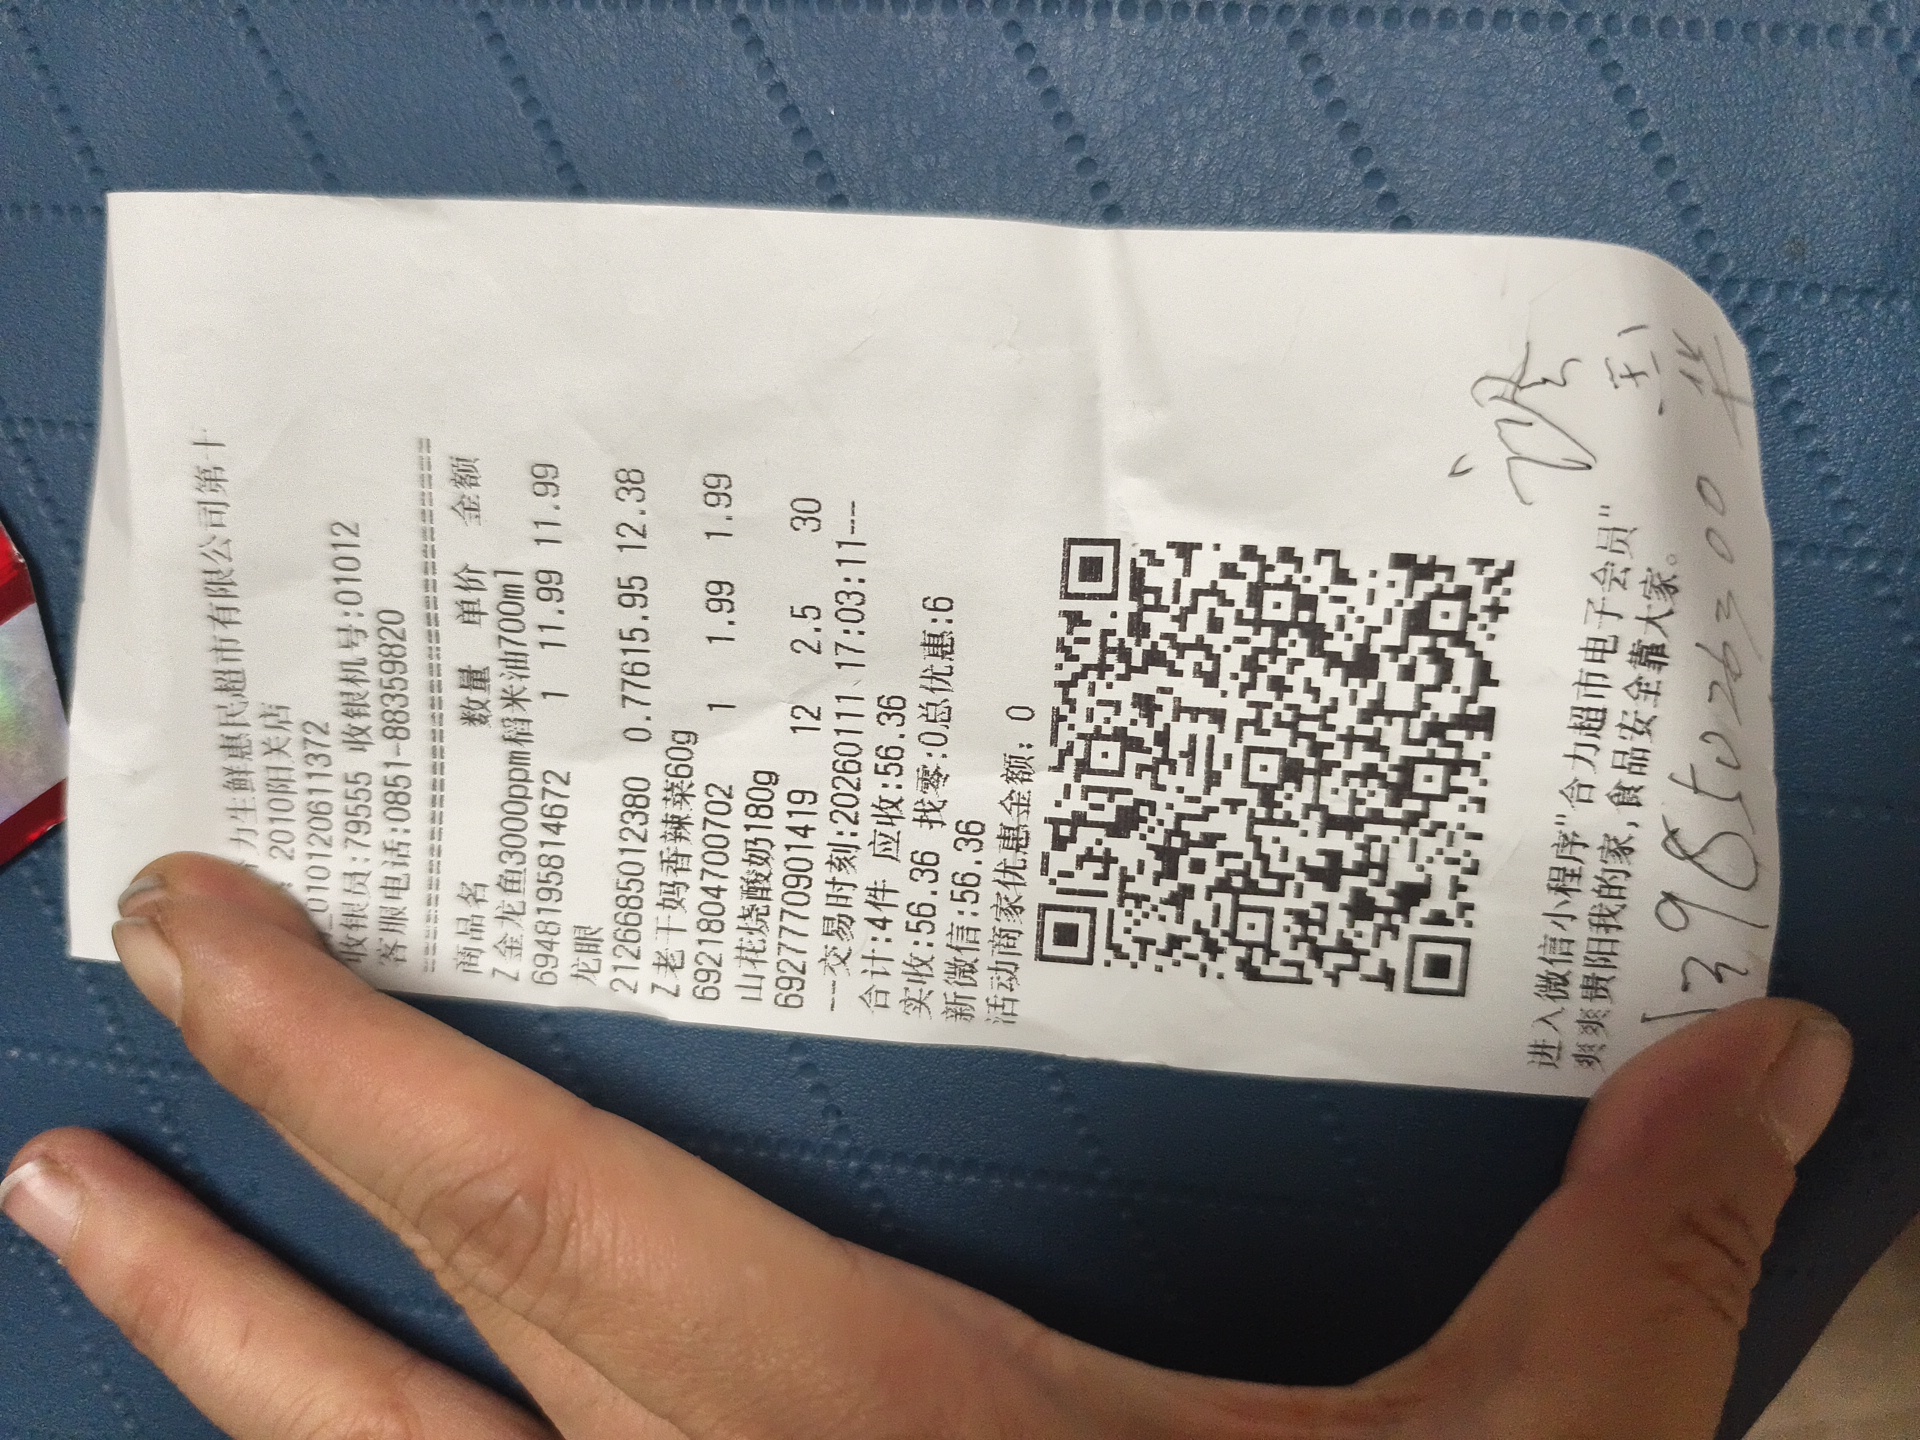 力生鲜惠民超市有限公司第十
: 2010阳关店
_010120611372
收银员:79555 收银机号:01012
客服电话:0851-88359820
================================
商品名 数量 单价 金额
Z金龙鱼3000ppm稻米油700ml
6948195814672 1 11.99 11.99
龙眼
2126685012380 0.77615.95 12.38
Z老干妈香辣菜60g
6921804700702 1 1.99 1.99
山花烧酸奶180g
69277770901419 12 2.5 30
---交易时刻:20260111 17:03:11---
合计:4件 应收:56.36
实收:56.36 找零:0总优惠:6
新微信:56.36
活动商家优惠金额: 0
进入微信小程序"合力超市电子会员"
爽爽贵阳我的家,食品安全靠大家。